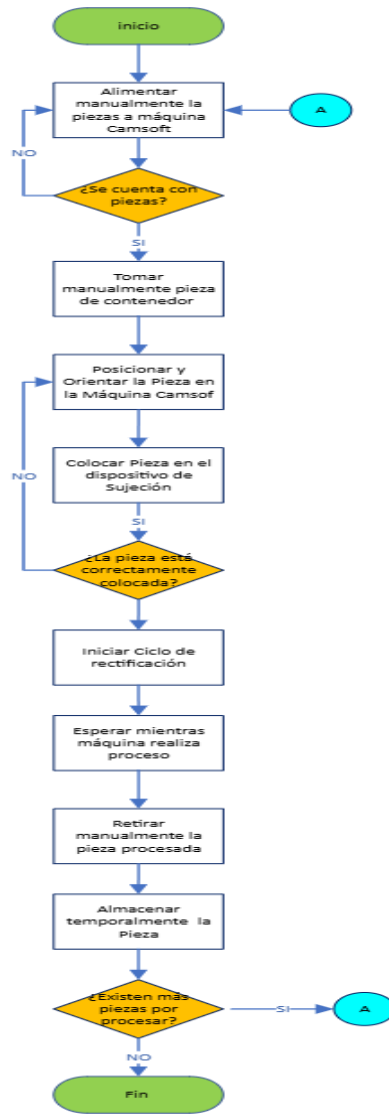 inicio
Alimentar
manualmente la
piezas a máquina
Camsoft
A
NO
¿Se cuenta con
piezas?
SI
Tomar
manualmente pieza
de contenedor
Posicionar y
Orientar la Pieza en
la Máquina Camsof
NO
Colocar Pieza en el
dispositivo de
Sujeción
SI
¿La pieza está
correctamente
colocada?
Iniciar Ciclo de
rectificación
Esperar mientras
máquina realiza
proceso
Retirar
manualmente la
pieza procesada
Almacenar
temporalmente la
Pieza
¿Existen más
piezas por
procesar?
SI
A
NO
Fin